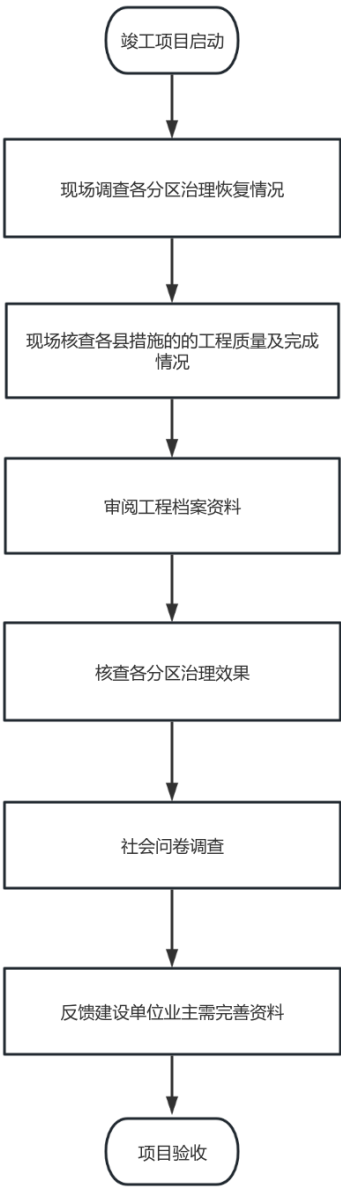 竣工项目启动
现场调查各分区治理恢复情况
现场核查各县措施的的工程质量及完成
情况
审阅工程档案资料
核查各分区治理效果
社会问卷调查
反馈建设单位业主需完善资料
项目验收